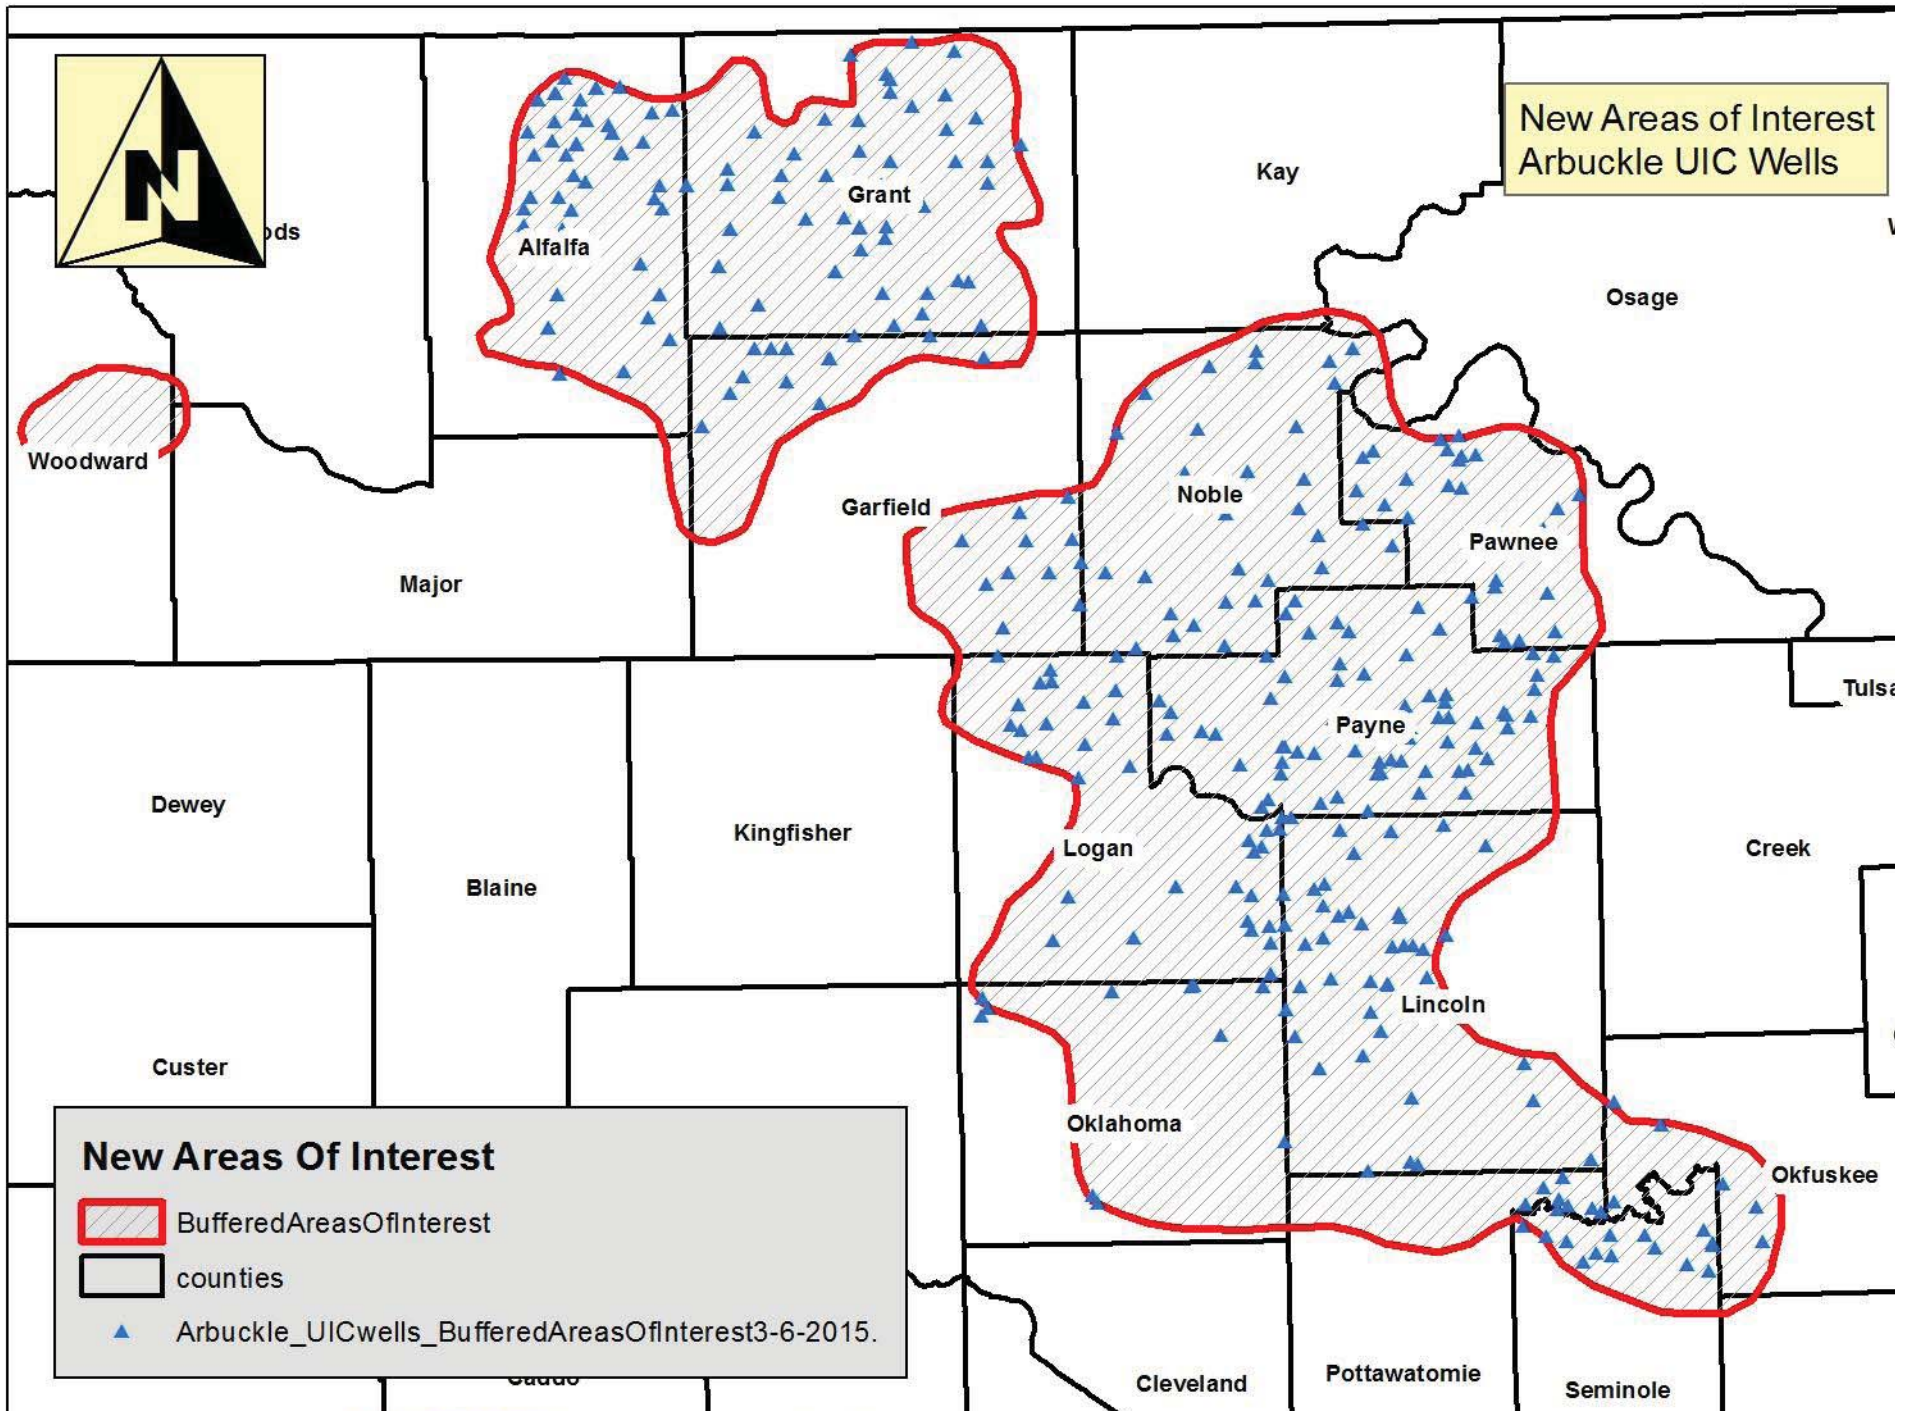 N
New Areas of Interest
Arbuckle UIC Wells
Kay
Grant
ods
Alfalfa
Osage
Woodward
Noble
Garfield
Pawnee
Major
Tulsa
Payne
Dewey
Kingfisher
Logan
Creek
Blaine
Lincoln
Custer
Oklahoma
Okfuskee
New Areas Of Interest
BufferedAreasOfInterest
counties
Arbuckle_UICwells_BufferedAreasOfInterest3-6-2015.
Caddo
Cleveland
Pottawatomie
Seminole